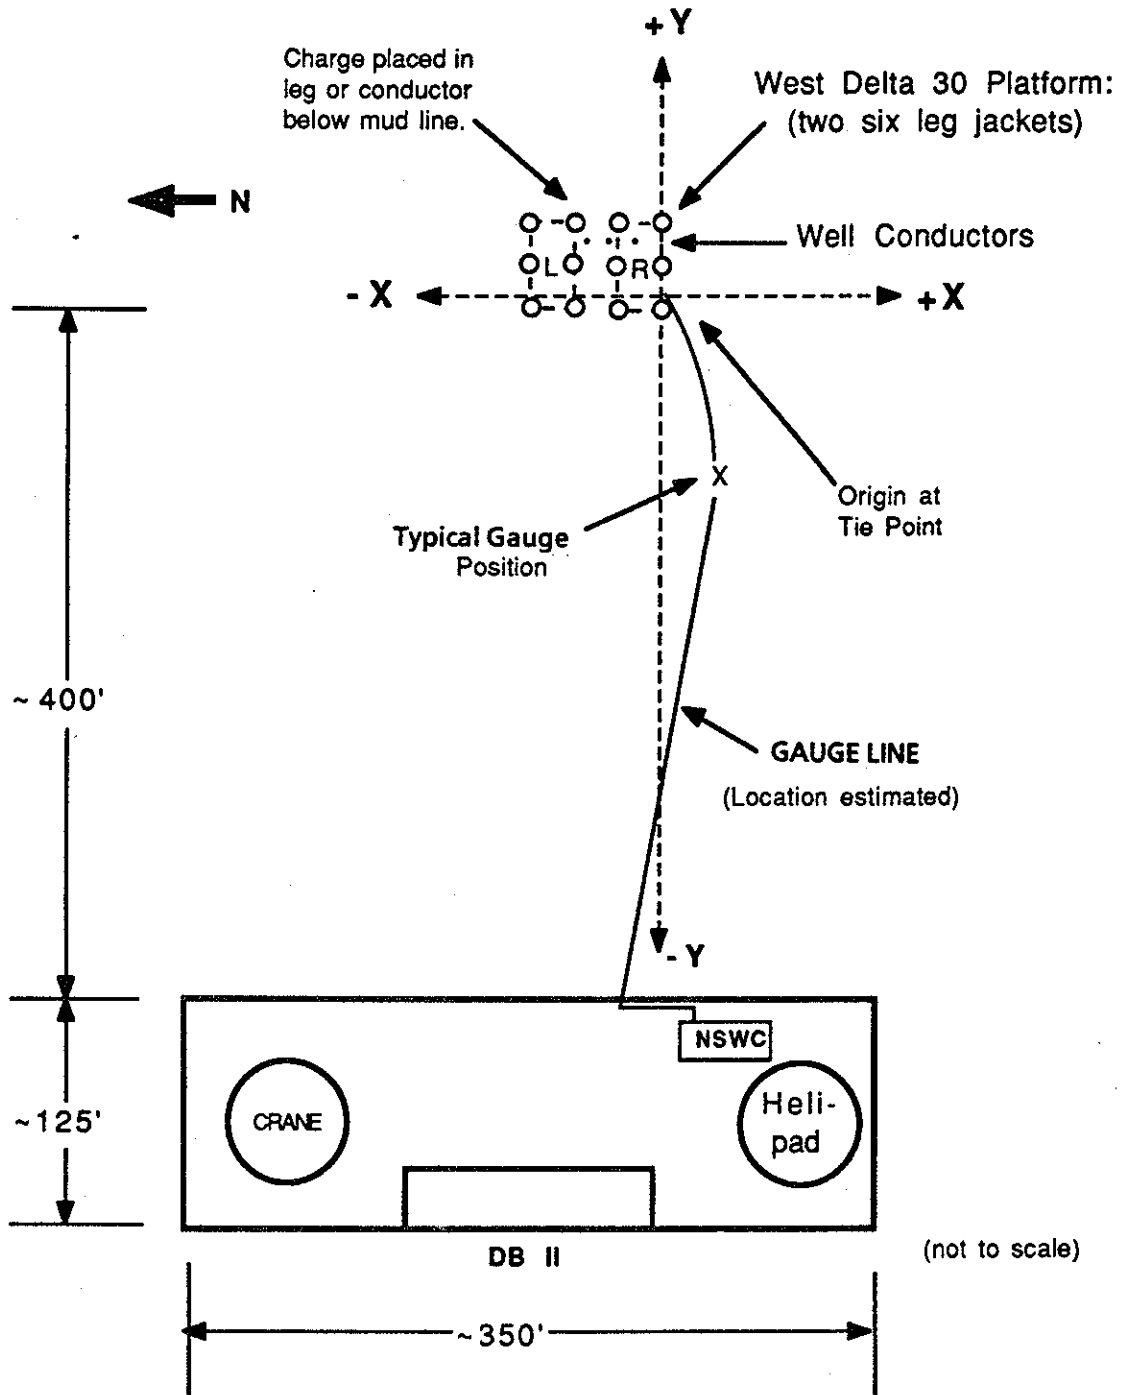 +Y
Charge placed in
leg or conductor
below mud line.
West Delta 30 Platform:
(two six leg jackets)
N
Well Conductors
L
R
-X
+X
X
Origin at
Tie Point
Typical Gauge
Position
~400'
GAUGE LINE
(Location estimated)
-Y
NSWC
~125'
CRANE
Heli-
pad
DB II
(not to scale)
~350'